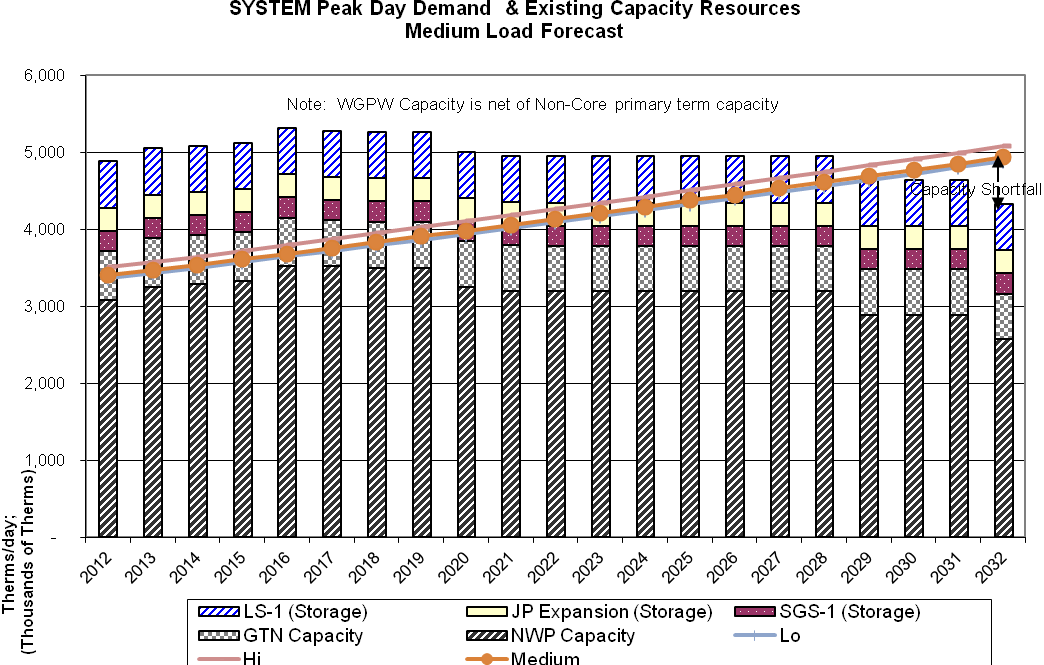 SYSTEM Peak Day Demand & Existing Capacity Resources
Medium Load Forecast
6,000
5,000
4,000
3,000
2,000
1,000
-
Note: WGPW Capacity is net of Non-Core primary term capacity
Capacity Shortfall
Therms/day;
(Thousands of Therms)
2012 2013 2014 2015 2016 2017 2018 2019 2020 2021 2022 2023 2024 2025 2026 2027 2028 2029 2030 2031 2032
LS-1 (Storage) JP Expansion (Storage) SGS-1 (Storage)
GTN Capacity NWP Capacity Lo
Hi Medium